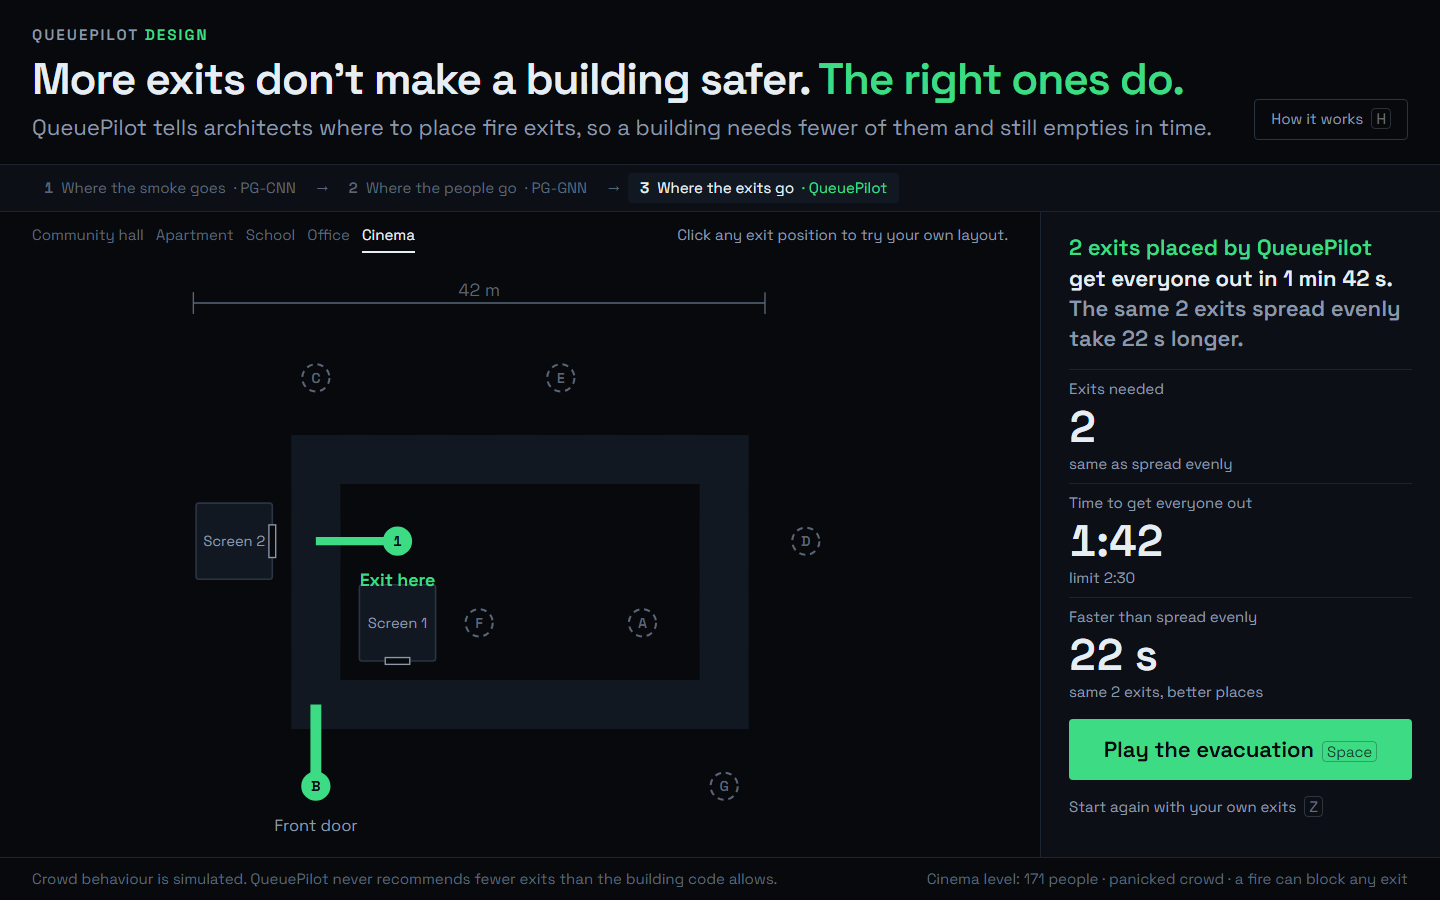 QUEUEPILOT DESIGN
More exits don't make a building safer. The right ones do.
QueuePilot tells architects where to place fire exits, so a building needs fewer of them and still empties in time.
How it works H
1 Where the smoke goes · PG-CNN → 2 Where the people go · PG-GNN → 3 Where the exits go · QueuePilot
Community hall Apartment School Office Cinema
Click any exit position to try your own layout.
42 m
C
E
Screen 2
1
D
Exit here
Screen 1
F
A
B
G
Front door
2 exits placed by QueuePilot
get everyone out in 1 min 42 s.
The same 2 exits spread evenly
take 22 s longer.
Exits needed
2
same as spread evenly
Time to get everyone out
1:42
limit 2:30
Faster than spread evenly
22 s
same 2 exits, better places
Play the evacuation Space
Start again with your own exits Z
Crowd behaviour is simulated. QueuePilot never recommends fewer exits than the building code allows.
Cinema level: 171 people · panicked crowd · a fire can block any exit